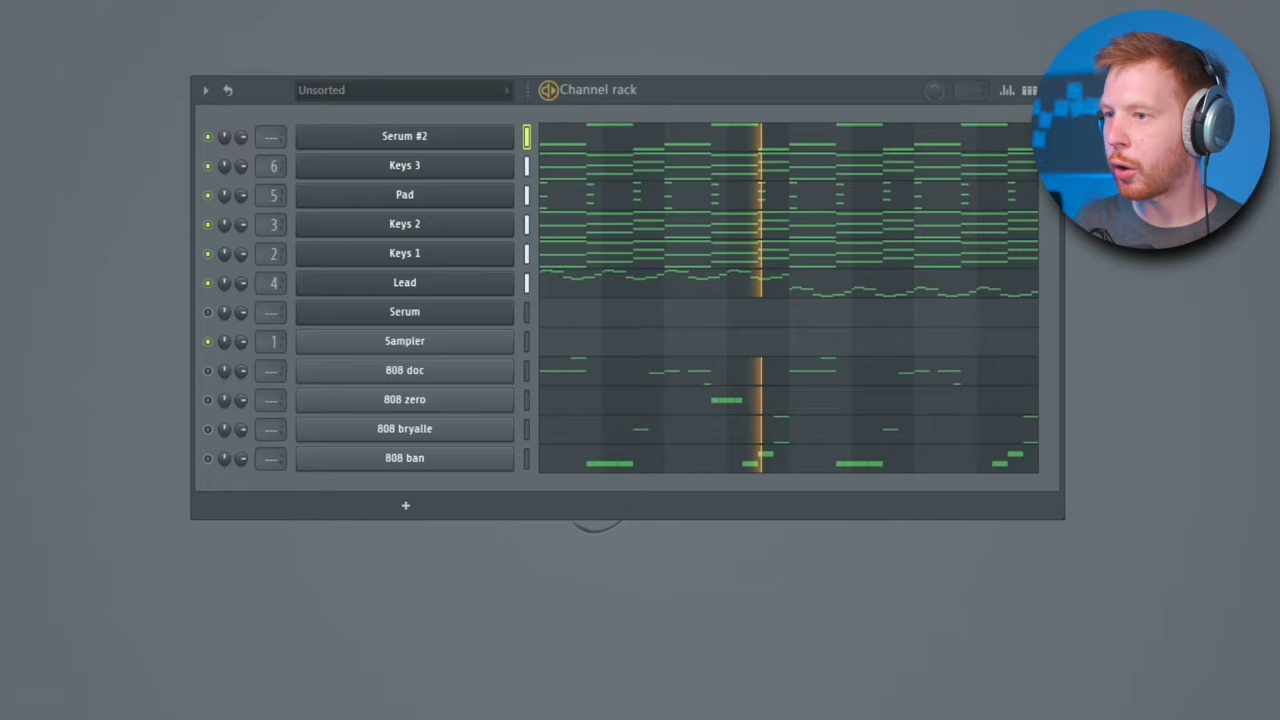 Unsorted
Channel rack
--- Serum #2
6 Keys 3
5 Pad
3 Keys 2
2 Keys 1
4 Lead
--- Serum
1 Sampler
--- 808 doc
--- 808 zero
--- 808 bryalle
--- 808 ban
+